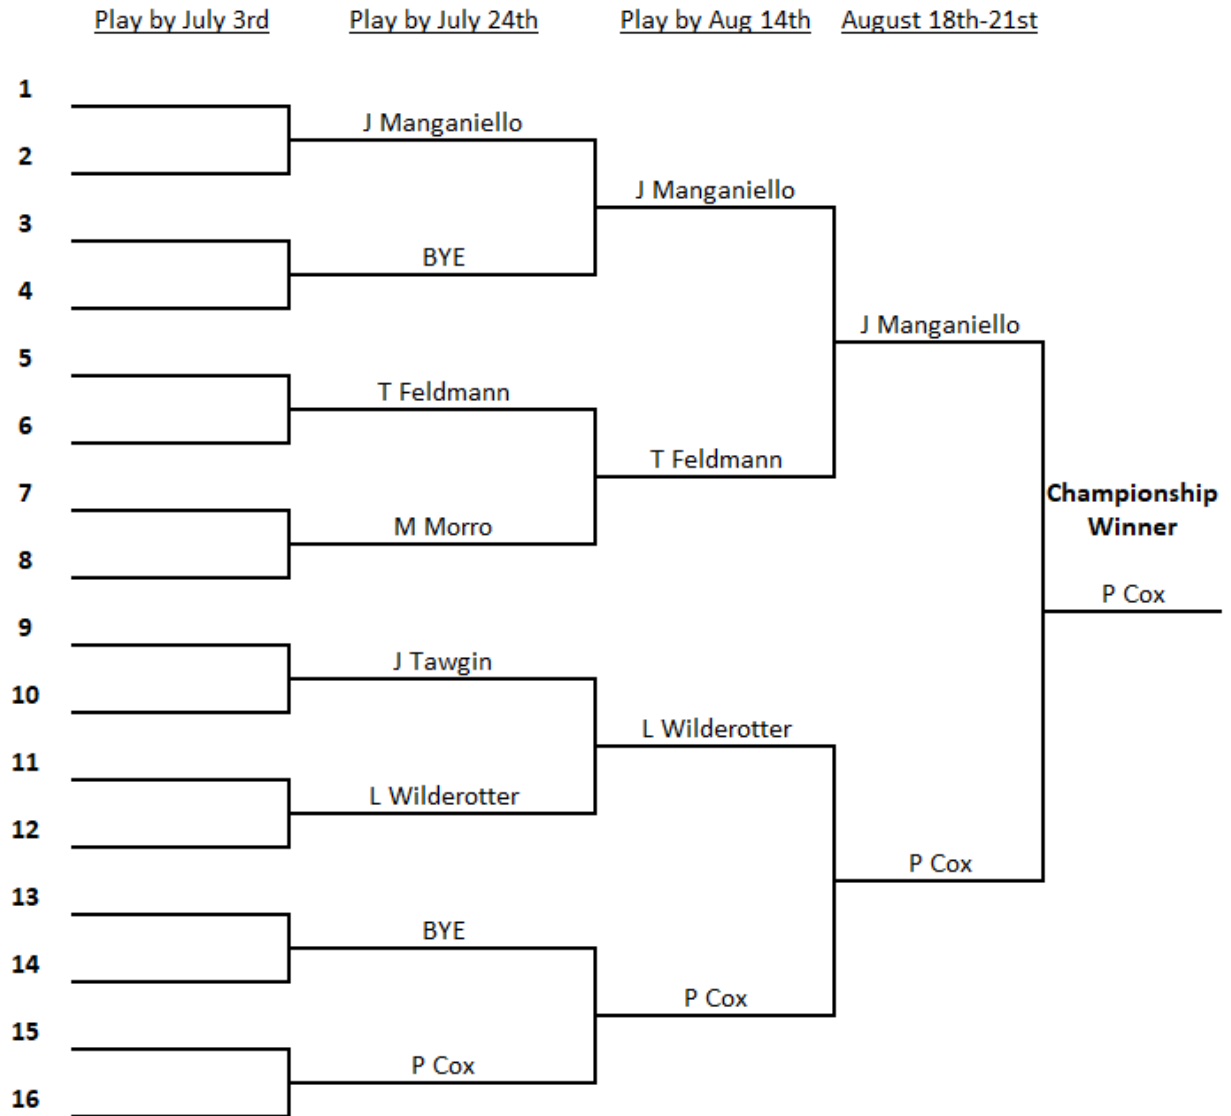 Play by July 3rd Play by July 24th Play by Aug 14th August 18th-21st
1
J Manganiello
2
J Manganiello
3
BYE
4
J Manganiello
5
T Feldmann
6
T Feldmann
7
Championship
Winner
M Morro
8
P Cox
9
J Tawgin
10
L Wilderotter
11
L Wilderotter
12
P Cox
13
BYE
14
P Cox
15
P Cox
16